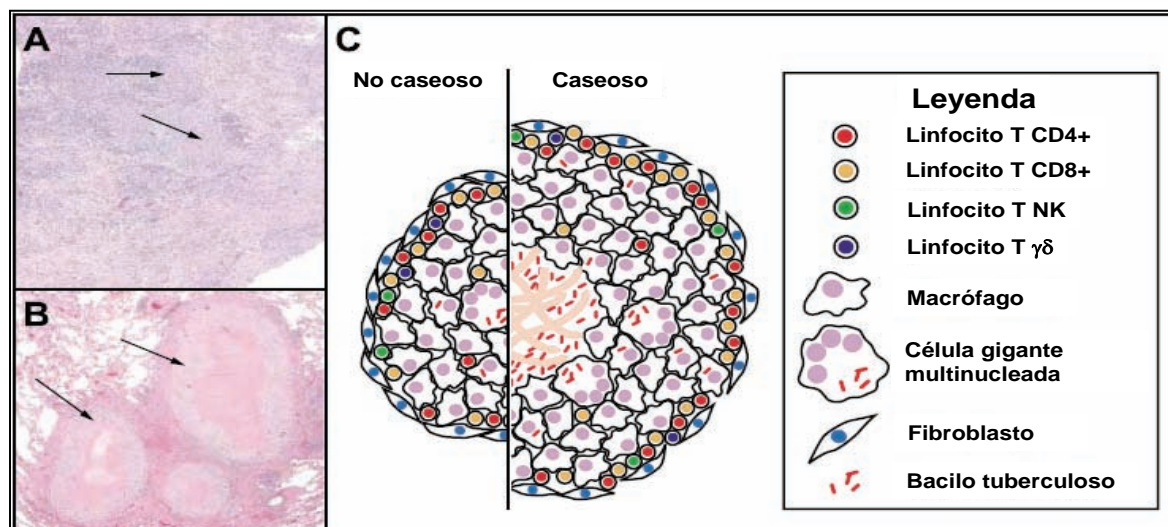 A
B
C
No caseoso
Caseoso
Leyenda
Linfocito T CD4+
Linfocito T CD8+
Linfocito T NK
Linfocito T γδ
Macrófago
Célula gigante
multinucleada
Fibroblasto
Bacilo tuberculoso